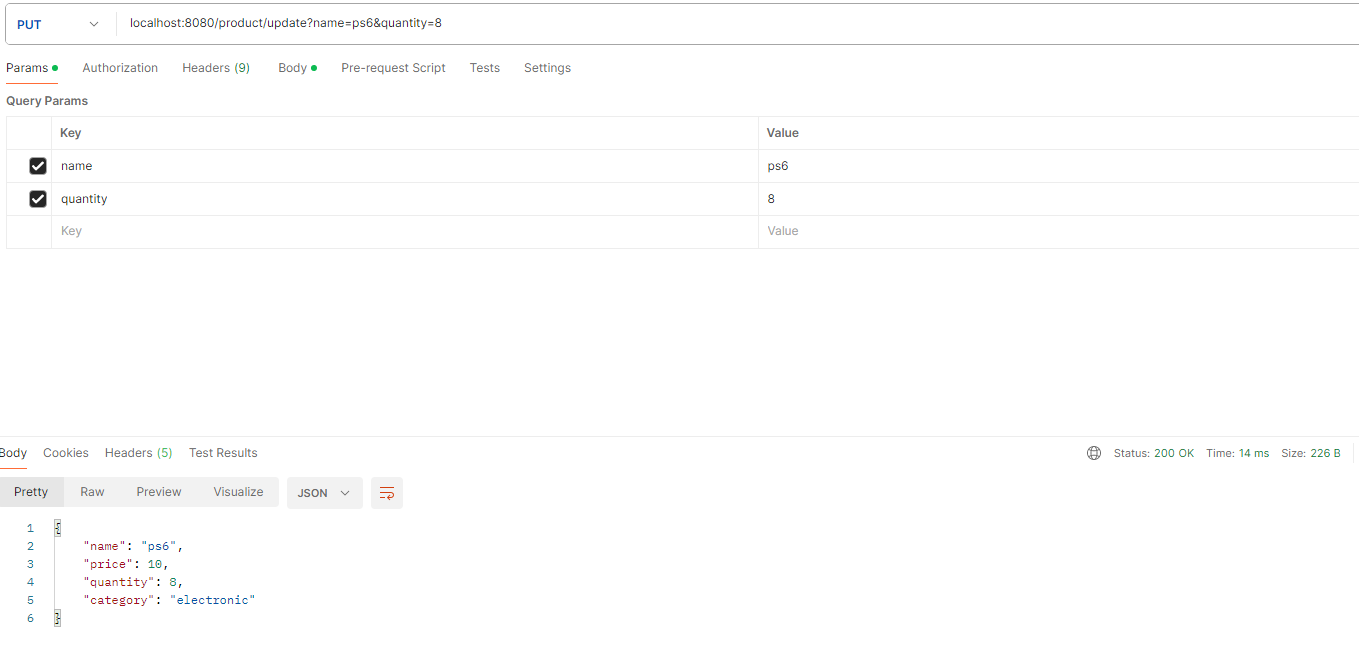 PUT localhost:8080/product/update?name=ps6&quantity=8
Params Authorization Headers (9) Body Pre-request Script Tests Settings
Query Params
Key Value
name ps6
quantity 8
Key Value
Body Cookies Headers (5) Test Results Status: 200 OK Time: 14 ms Size: 226 B
Pretty Raw Preview Visualize JSON
1 {
2 "name": "ps6",
3 "price": 10,
4 "quantity": 8,
5 "category": "electronic"
6 }